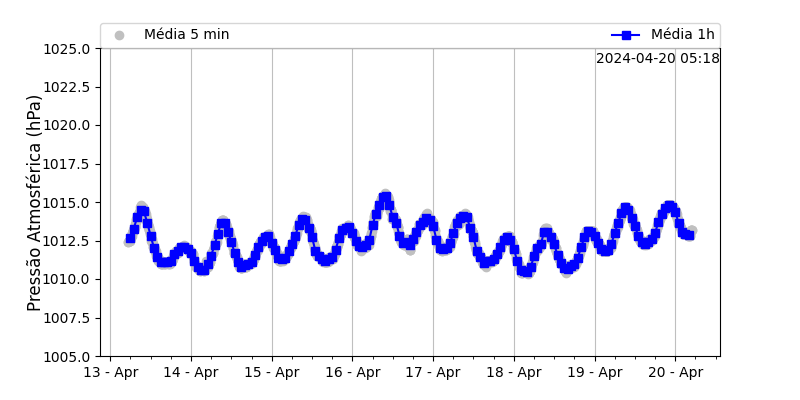 Média 5 min
Média 1h
2024-04-20 05:18
Pressão Atmosférica (hPa)
1025.0
1022.5
1020.0
1017.5
1015.0
1012.5
1010.0
1007.5
1005.0
13 - Apr
14 - Apr
15 - Apr
16 - Apr
17 - Apr
18 - Apr
19 - Apr
20 - Apr